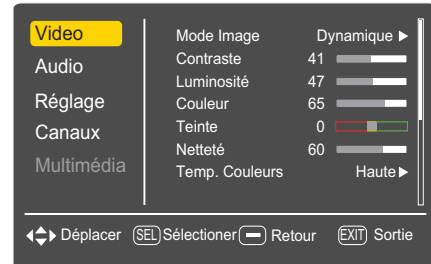 Video
Audio
Réglage
Canaux
Multimédia
Mode Image Dynamique
Contraste 41
Luminosité 47
Couleur 65
Teinte 0
Netteté 60
Temp. Couleurs Haute
Déplacer SEL Sélectioner Retour EXIT Sortie